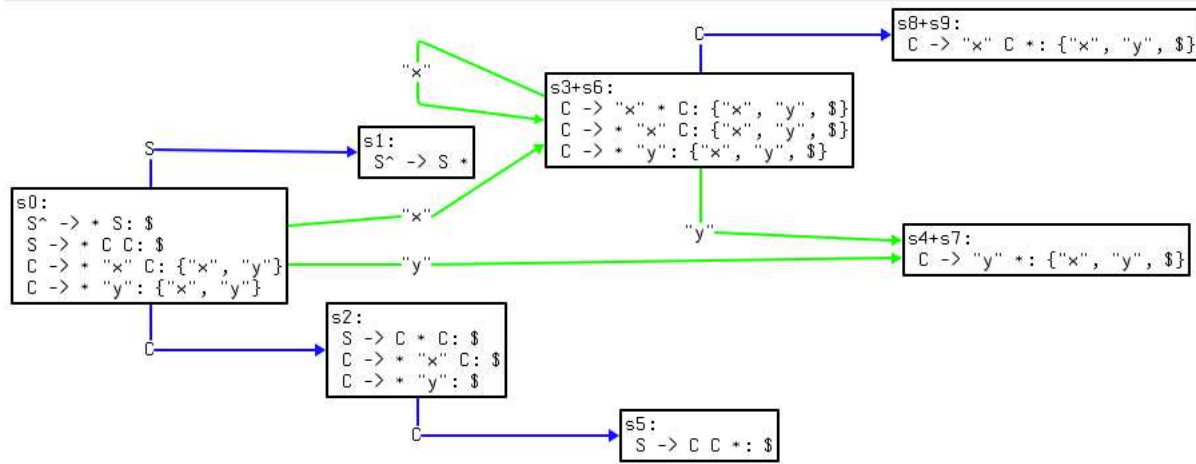 C
s8+s9:
C -> "x" C *: {"x", "y", $}
"x"
s3+s6:
C -> "x" * C: {"x", "y", $}
C -> * "x" C: {"x", "y", $}
C -> * "y": {"x", "y", $}
S
s1:
S^ -> S *
s0:
S^ -> * S: $
S -> * C C: $
C -> * "x" C: {"x", "y"}
C -> * "y": {"x", "y"}
"x"
"y"
"y"
s4+s7:
C -> "y" *: {"x", "y", $}
C
s2:
S -> C * C: $
C -> * "x" C: $
C -> * "y": $
C
s5:
S -> C C *: $